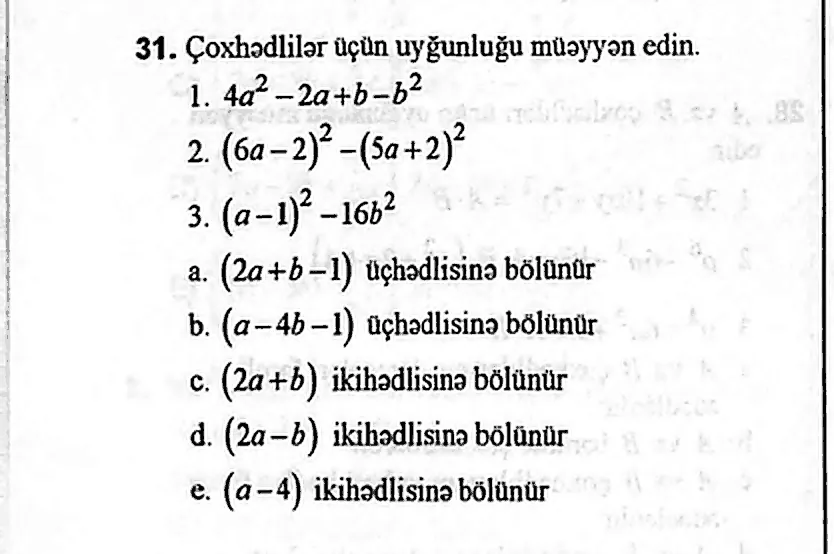 31. Çoxhədlilər üçün uyğunluğu müəyyən edin.
1. 4a² – 2a+b–b²
2. (6a–2)² –(5a+2)²
3. (a–1)² –16b²
a. (2a+b–1) üçhədlisinə bölünür
b. (a–4b–1) üçhədlisinə bölünür
c. (2a+b) ikihədlisinə bölünür
d. (2a–b) ikihədlisinə bölünür
e. (a–4) ikihədlisinə bölünür